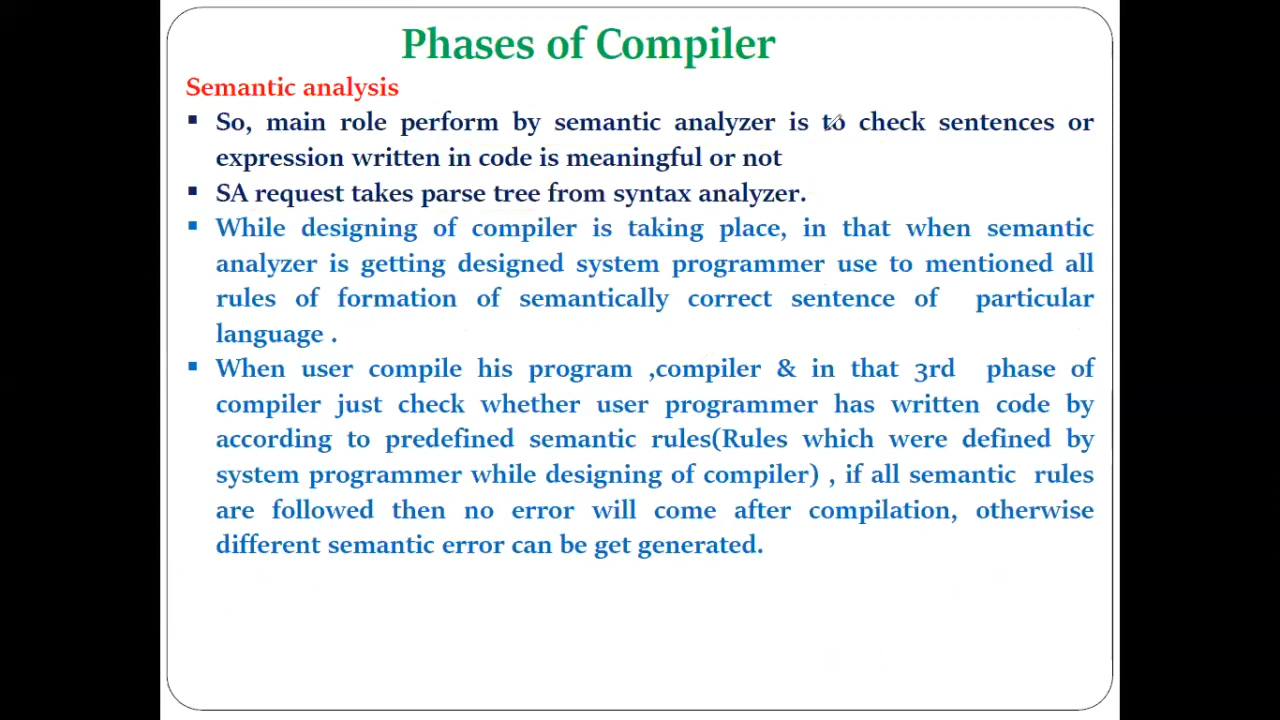 Phases of Compiler
Semantic analysis
▪ So, main role perform by semantic analyzer is to check sentences or
expression written in code is meaningful or not
▪ SA request takes parse tree from syntax analyzer.
▪ While designing of compiler is taking place, in that when semantic
analyzer is getting designed system programmer use to mentioned all
rules of formation of semantically correct sentence of particular
language .
▪ When user compile his program ,compiler & in that 3rd phase of
compiler just check whether user programmer has written code by
according to predefined semantic rules(Rules which were defined by
system programmer while designing of compiler) , if all semantic rules
are followed then no error will come after compilation, otherwise
different semantic error can be get generated.